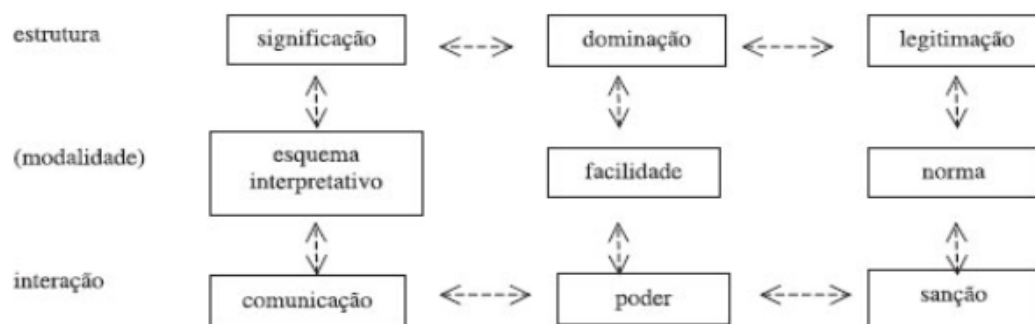 estrutura
significação
dominação
legitimação
(modalidade)
esquema
interpretativo
facilidade
norma
interação
comunicação
poder
sanção